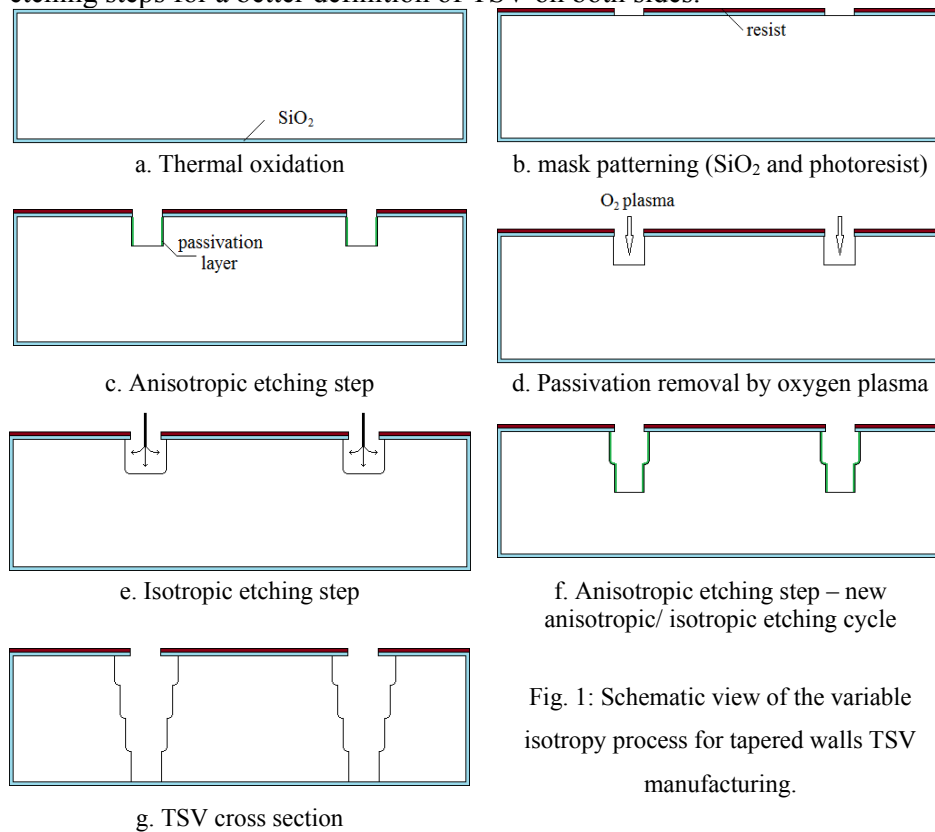 etching steps for a better definition of TSV on both sides.
resist
SiO₂
a. Thermal oxidation
b. mask patterning (SiO₂ and photoresist)
O₂ plasma
passivation
layer
c. Anisotropic etching step
d. Passivation removal by oxygen plasma
e. Isotropic etching step
f. Anisotropic etching step – new
anisotropic/ isotropic etching cycle
g. TSV cross section
Fig. 1: Schematic view of the variable
isotropy process for tapered walls TSV
manufacturing.